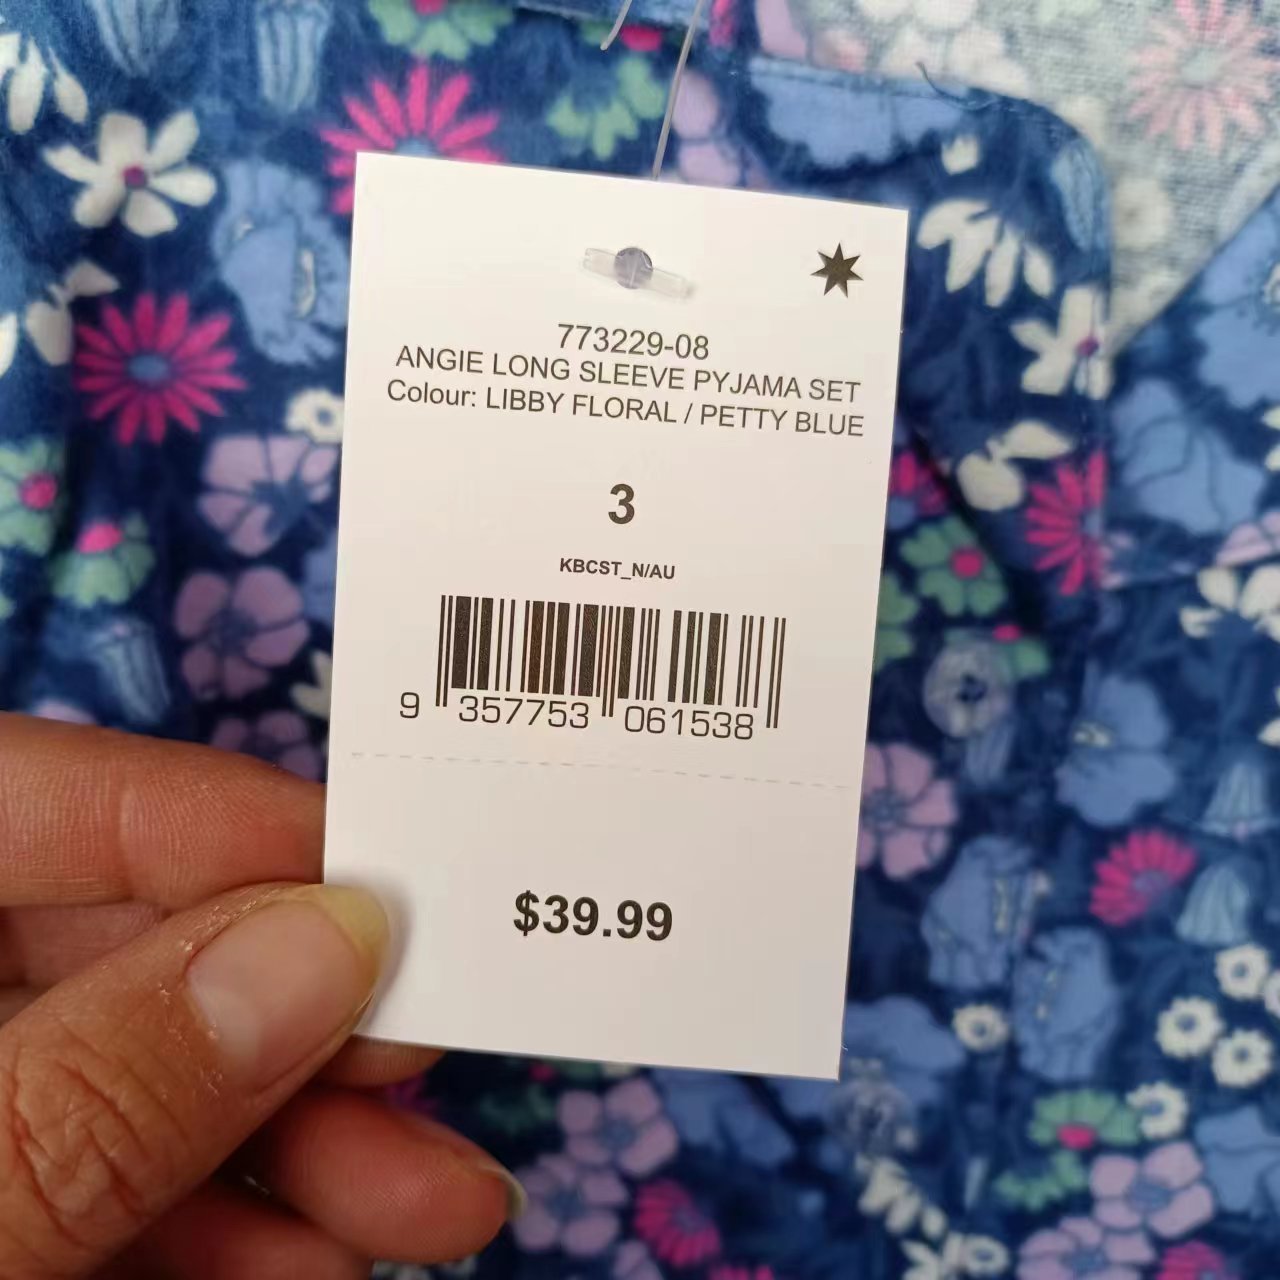 773229-08
ANGIE LONG SLEEVE PYJAMA SET
Colour: LIBBY FLORAL / PETTY BLUE
3
KBCST_N/AU
9 357753 061538
$39.99